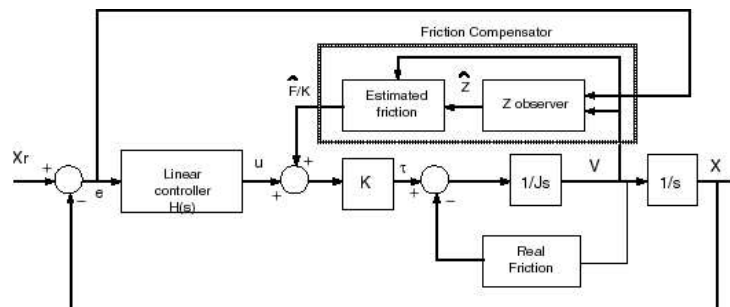 Friction Compensator
^
F/K
Estimated
friction
^
Z
Z observer
Xr
+
−
e
Linear
controller
H(s)
u
+
+
K
τ
+
−
1/Js
V
1/s
X
Real
Friction